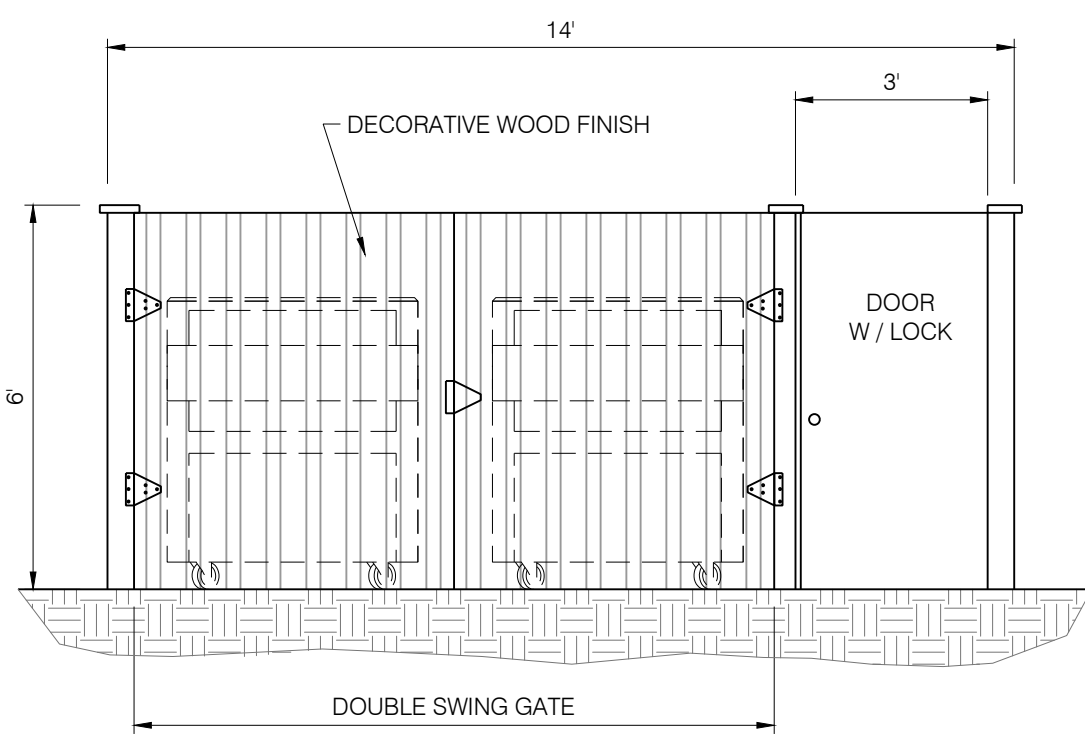 14'
3'
DECORATIVE WOOD FINISH
DOOR
W / LOCK
6'
DOUBLE SWING GATE